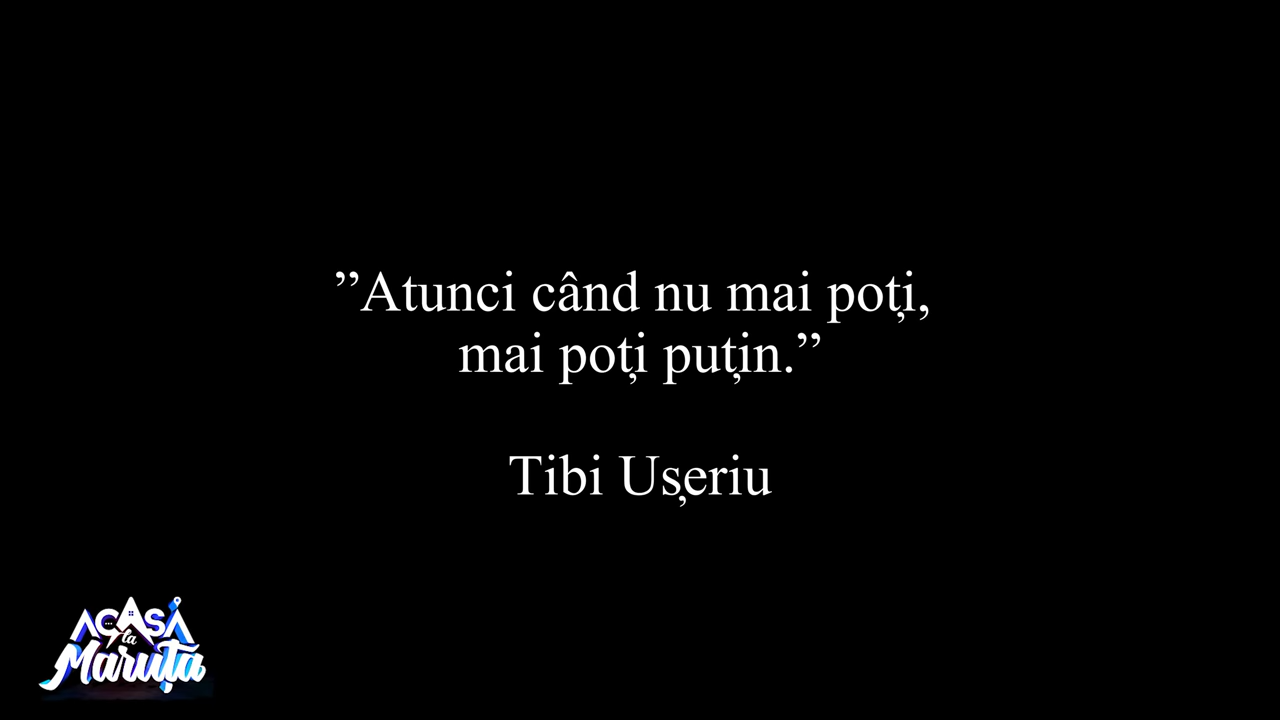 ”Atunci când nu mai poți,
mai poți puțin.”
Tibi Ușeriu
ACASĂ
la
Măruță